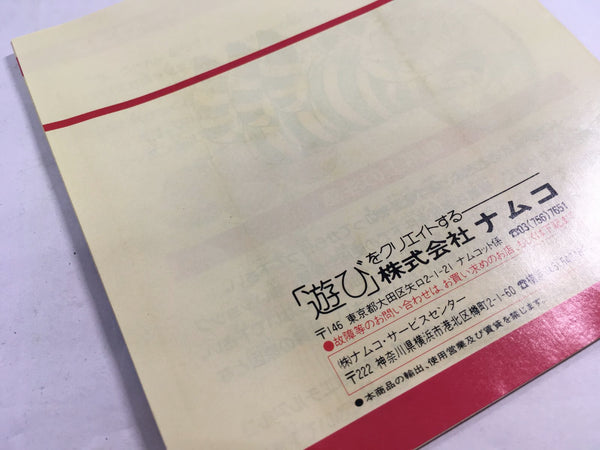 「遊び」をクリエイトする
株式会社 ナムコ
〒146 東京都大田区矢口2-1-21 ナムコット係 ☎03(756)7651
●故障等のお問い合わせは、お買い求めのお店
(株)ナムコ・サービスセンター
〒222 神奈川県横浜市港北区樽町2-1-60
●本商品の輸出、使用営業及び賃貸を禁じます。